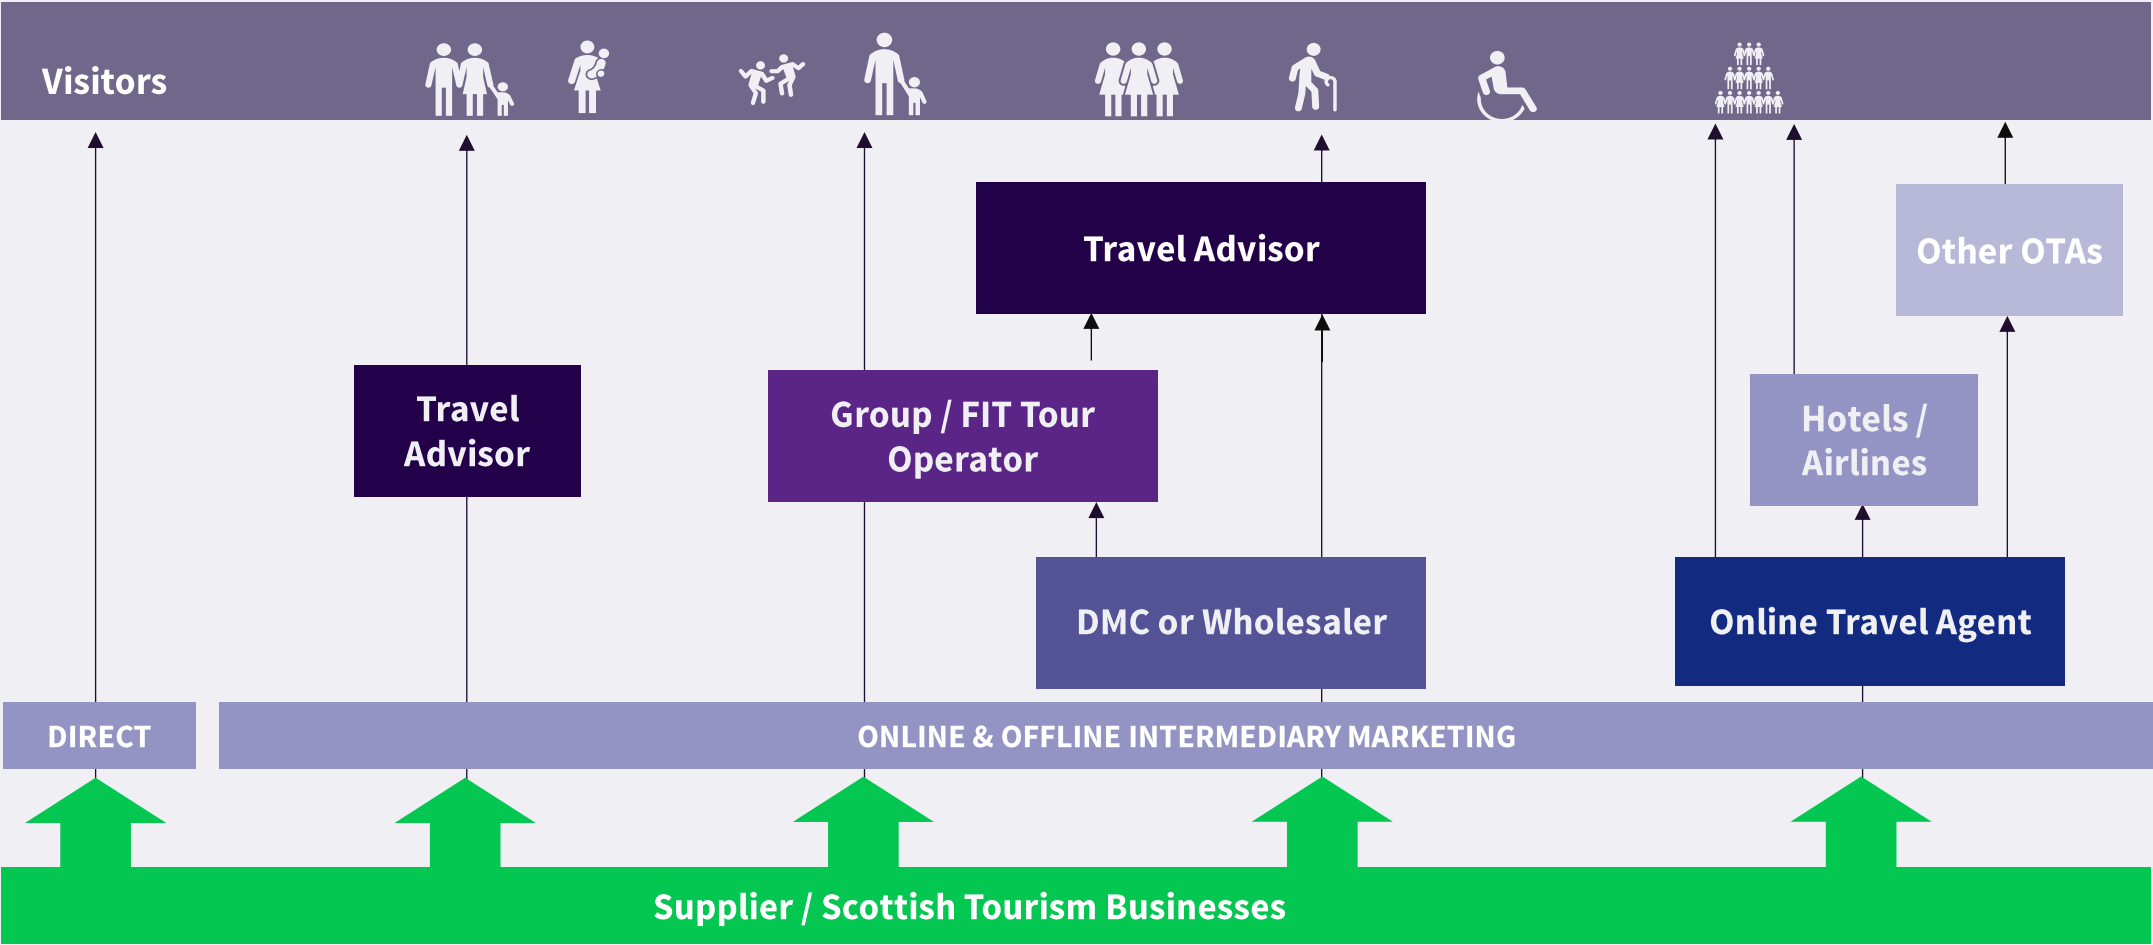 Visitors
Travel Advisor
Other OTAs
Travel
Advisor
Group / FIT Tour
Operator
Hotels /
Airlines
DMC or Wholesaler
Online Travel Agent
DIRECT
ONLINE & OFFLINE INTERMEDIARY MARKETING
Supplier / Scottish Tourism Businesses